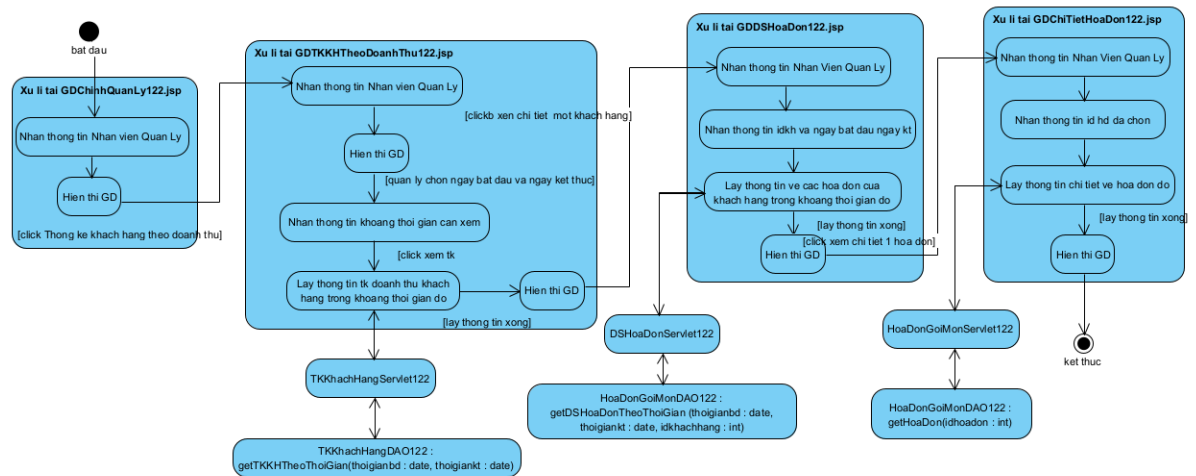 bat dau
Xu li tai GDChinhQuanLy122.jsp
Nhan thong tin Nhan vien Quan Ly
Hien thi GD
[click Thong ke khach hang theo doanh thu]
Xu li tai GDTKKHTheoDoanhThu122.jsp
Nhan thong tin Nhan vien Quan Ly
[clickb xen chi tiet mot khach hang]
Hien thi GD
[quan ly chon ngay bat dau va ngay ket thuc]
Nhan thong tin khoang thoi gian can xem
[click xem tk]
Lay thong tin tk doanh thu khach
hang trong khoang thoi gian do
Hien thi GD
[lay thong tin xong]
TKKhachHangServlet122
TKKhachHangDAO122 :
getTKKHTheoThoiGian(thoigianbd : date, thoigiankt : date)
Xu li tai GDDSHoaDon122.jsp
Nhan thong tin Nhan Vien Quan Ly
Nhan thong tin idkh va ngay bat dau ngay kt
Lay thong tin ve cac hoa don cua
khach hang trong khoang thoi gian do
[lay thong tin xong]
[click xem chi tiet 1 hoa don]
Hien thi GD
DSHoaDonServlet122
HoaDonGoiMonDAO122 :
getDSHoaDonTheoThoiGian (thoigianbd : date,
thoigiankt : date, idkhachhang : int)
Xu li tai GDChiTietHoaDon122.jsp
Nhan thong tin Nhan Vien Quan Ly
Nhan thong tin id hd da chon
Lay thong tin chi tiet ve hoa don do
[lay thong tin xong]
Hien thi GD
HoaDonGoiMonServlet122
ket thuc
HoaDonGoiMonDAO122 :
getHoaDon(idhoadon : int)